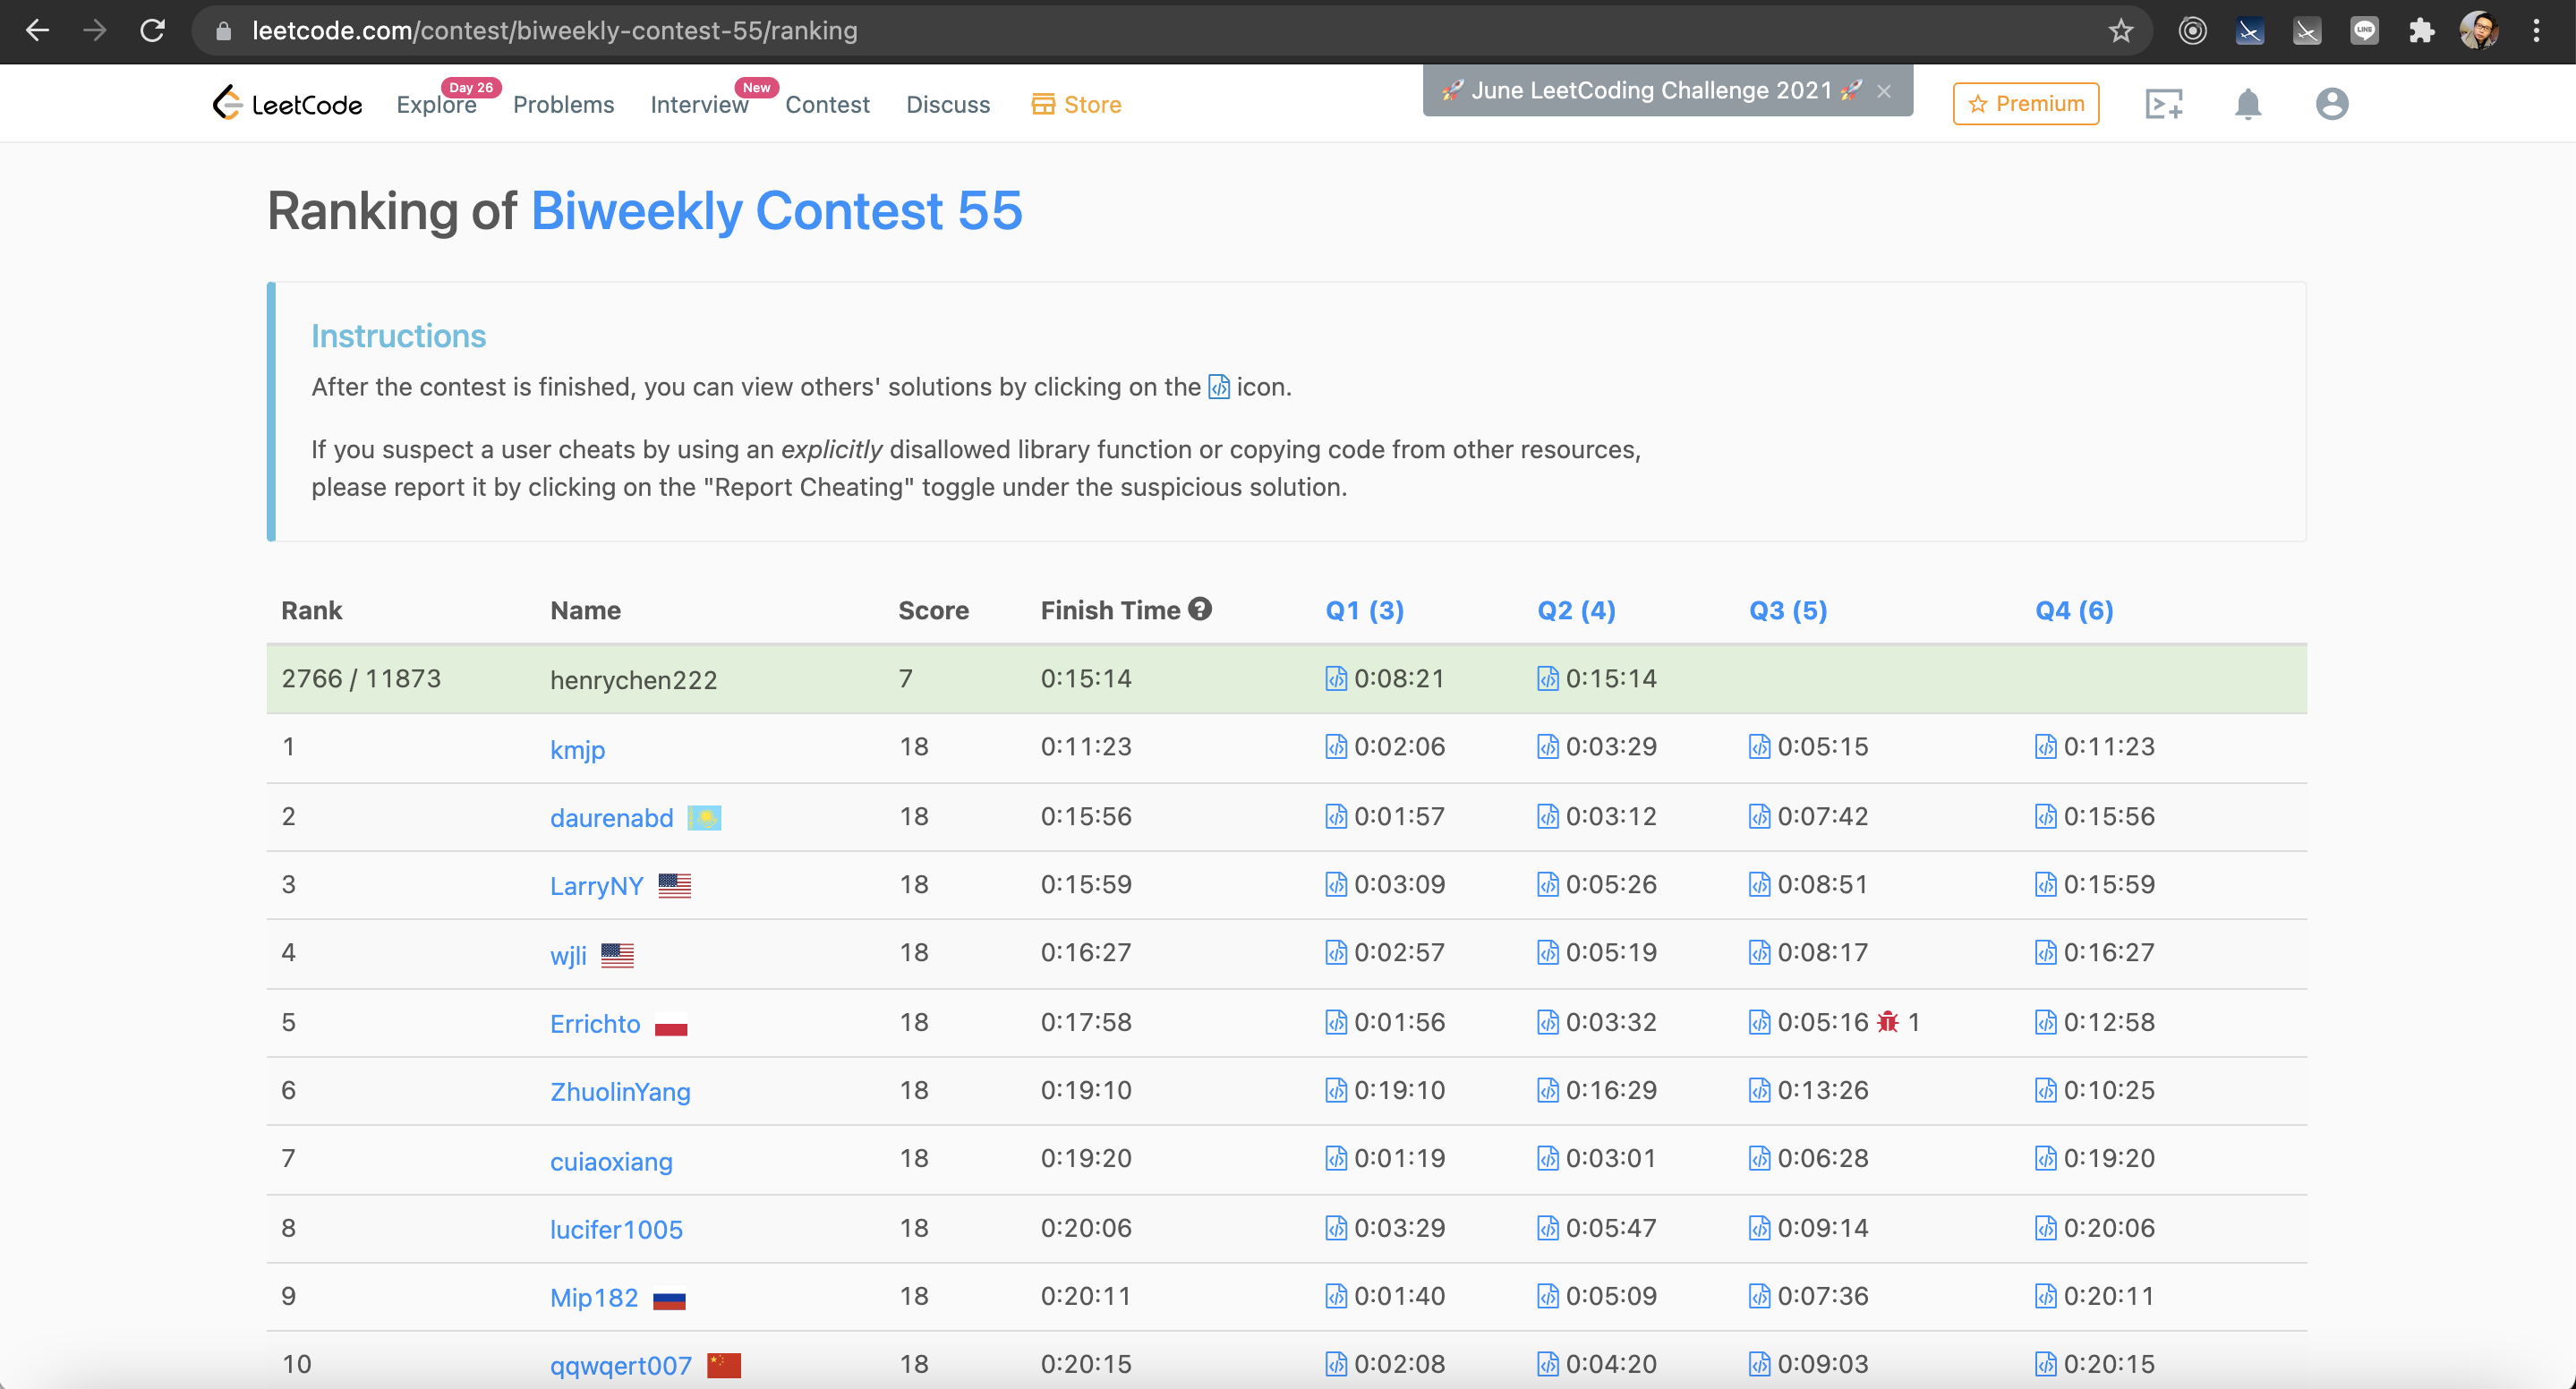 leetcode.com/contest/biweekly-contest-55/ranking
LINE
LeetCode Explore Day 26 Problems Interview New Contest Discuss Store 🚀 June LeetCoding Challenge 2021 🚀 × Premium
Ranking of Biweekly Contest 55
Instructions
After the contest is finished, you can view others' solutions by clicking on the icon.
If you suspect a user cheats by using an explicitly disallowed library function or copying code from other resources,
please report it by clicking on the "Report Cheating" toggle under the suspicious solution.
Rank Name Score Finish Time ? Q1 (3) Q2 (4) Q3 (5) Q4 (6)
2766 / 11873 henrychen222 7 0:15:14 0:08:21 0:15:14
1 kmjp 18 0:11:23 0:02:06 0:03:29 0:05:15 0:11:23
2 daurenabd 18 0:15:56 0:01:57 0:03:12 0:07:42 0:15:56
3 LarryNY 18 0:15:59 0:03:09 0:05:26 0:08:51 0:15:59
4 wjli 18 0:16:27 0:02:57 0:05:19 0:08:17 0:16:27
5 Errichto 18 0:17:58 0:01:56 0:03:32 0:05:16 1 0:12:58
6 ZhuolinYang 18 0:19:10 0:19:10 0:16:29 0:13:26 0:10:25
7 cuiaoxiang 18 0:19:20 0:01:19 0:03:01 0:06:28 0:19:20
8 lucifer1005 18 0:20:06 0:03:29 0:05:47 0:09:14 0:20:06
9 Mip182 18 0:20:11 0:01:40 0:05:09 0:07:36 0:20:11
10 qqwqert007 18 0:20:15 0:02:08 0:04:20 0:09:03 0:20:15